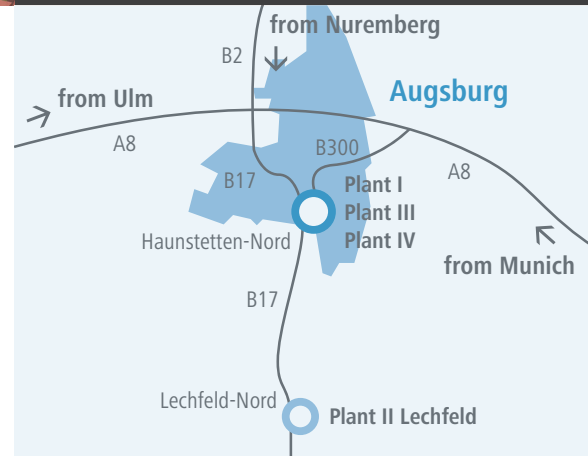 from Nuremberg
B2
from Ulm
Augsburg
A8
B300
B17
A8
Plant I
Plant III
Plant IV
Haunstetten-Nord
from Munich
B17
Lechfeld-Nord
Plant II Lechfeld